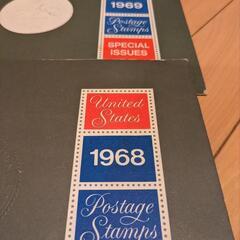 1969
Postage
Stamps
SPECIAL
ISSUES
United
States
1968
Postage
Stamps